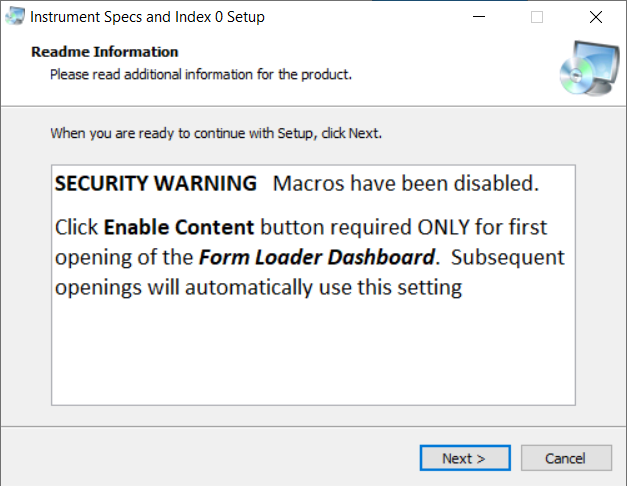 Instrument Specs and Index 0 Setup
Readme Information
Please read additional information for the product.
When you are ready to continue with Setup, click Next.
SECURITY WARNING   Macros have been disabled.
Click Enable Content button required ONLY for first
opening of the Form Loader Dashboard.  Subsequent
openings will automatically use this setting
Next >
Cancel